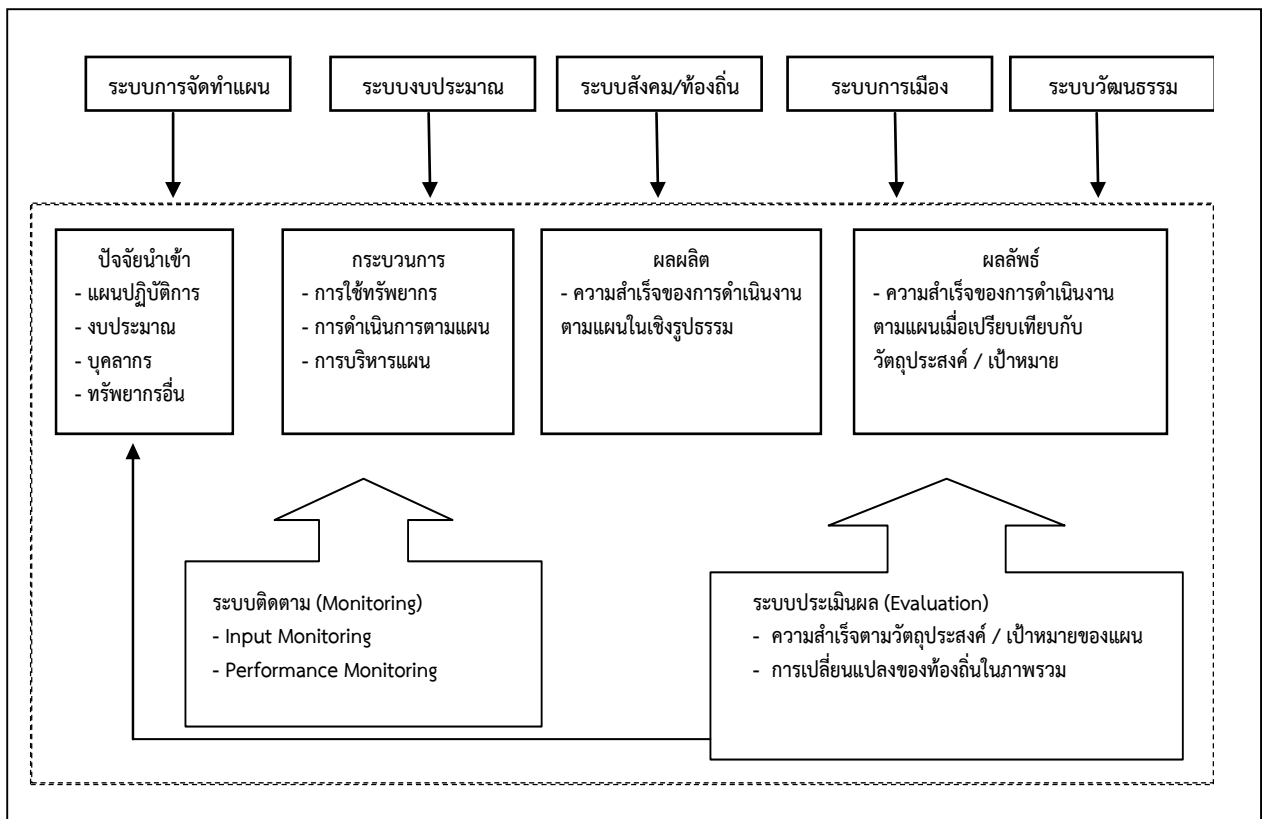 ระบบการจัดทำแผน
ระบบงบประมาณ
ระบบสังคม/ท้องถิ่น
ระบบการเมือง
ระบบวัฒนธรรม
ปัจจัยนำเข้า
- แผนปฏิบัติการ
- งบประมาณ
- บุคลากร
- ทรัพยากรอื่น
กระบวนการ
- การใช้ทรัพยากร
- การดำเนินการตามแผน
- การบริหารแผน
ผลผลิต
- ความสำเร็จของการดำเนินงาน
ตามแผนในเชิงรูปธรรม
ผลลัพธ์
- ความสำเร็จของการดำเนินงาน
ตามแผนเมื่อเปรียบเทียบกับ
วัตถุประสงค์ / เป้าหมาย
ระบบติดตาม (Monitoring)
- Input Monitoring
- Performance Monitoring
ระบบประเมินผล (Evaluation)
- ความสำเร็จตามวัตถุประสงค์ / เป้าหมายของแผน
- การเปลี่ยนแปลงของท้องถิ่นในภาพรวม